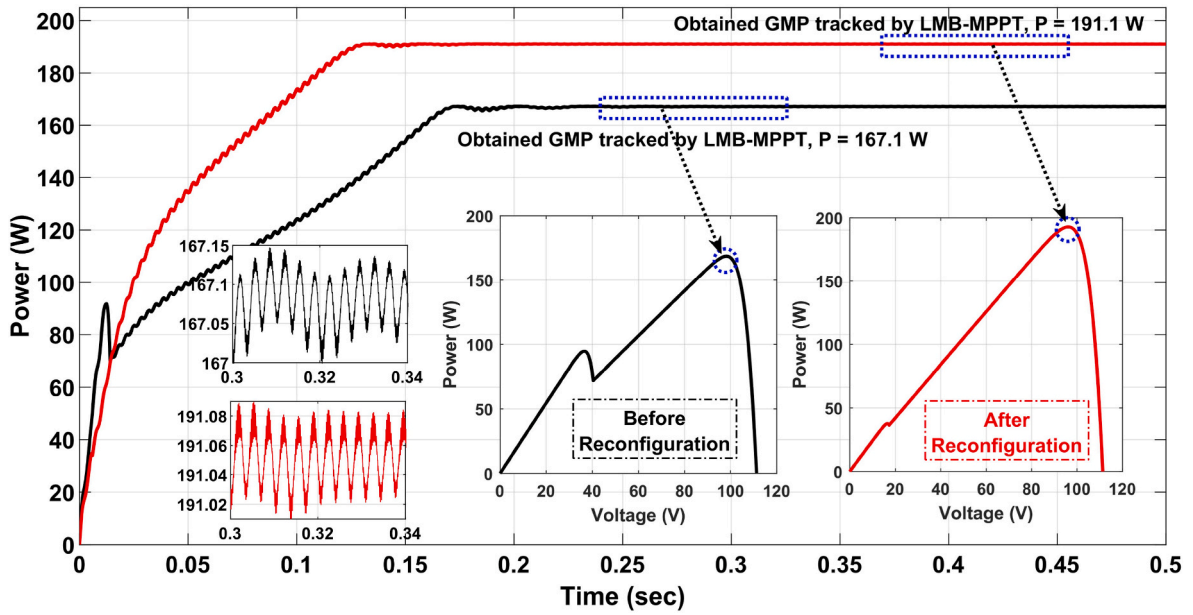 200
180
160
140
120
100
80
60
40
20
0
Power (W)
Obtained GMP tracked by LMB-MPPT, P = 191.1 W
Obtained GMP tracked by LMB-MPPT, P = 167.1 W
167.15
167.1
167.05
167
0.3 0.32 0.34
191.08
191.06
191.04
191.02
0.3 0.32 0.34
200
150
100
50
0
Power (W)
Before
Reconfiguration
0 20 40 60 80 100 120
Voltage (V)
200
150
100
50
0
Power (W)
After
Reconfiguration
0 20 40 60 80 100 120
Voltage (V)
0 0.05 0.1 0.15 0.2 0.25 0.3 0.35 0.4 0.45 0.5
Time (sec)